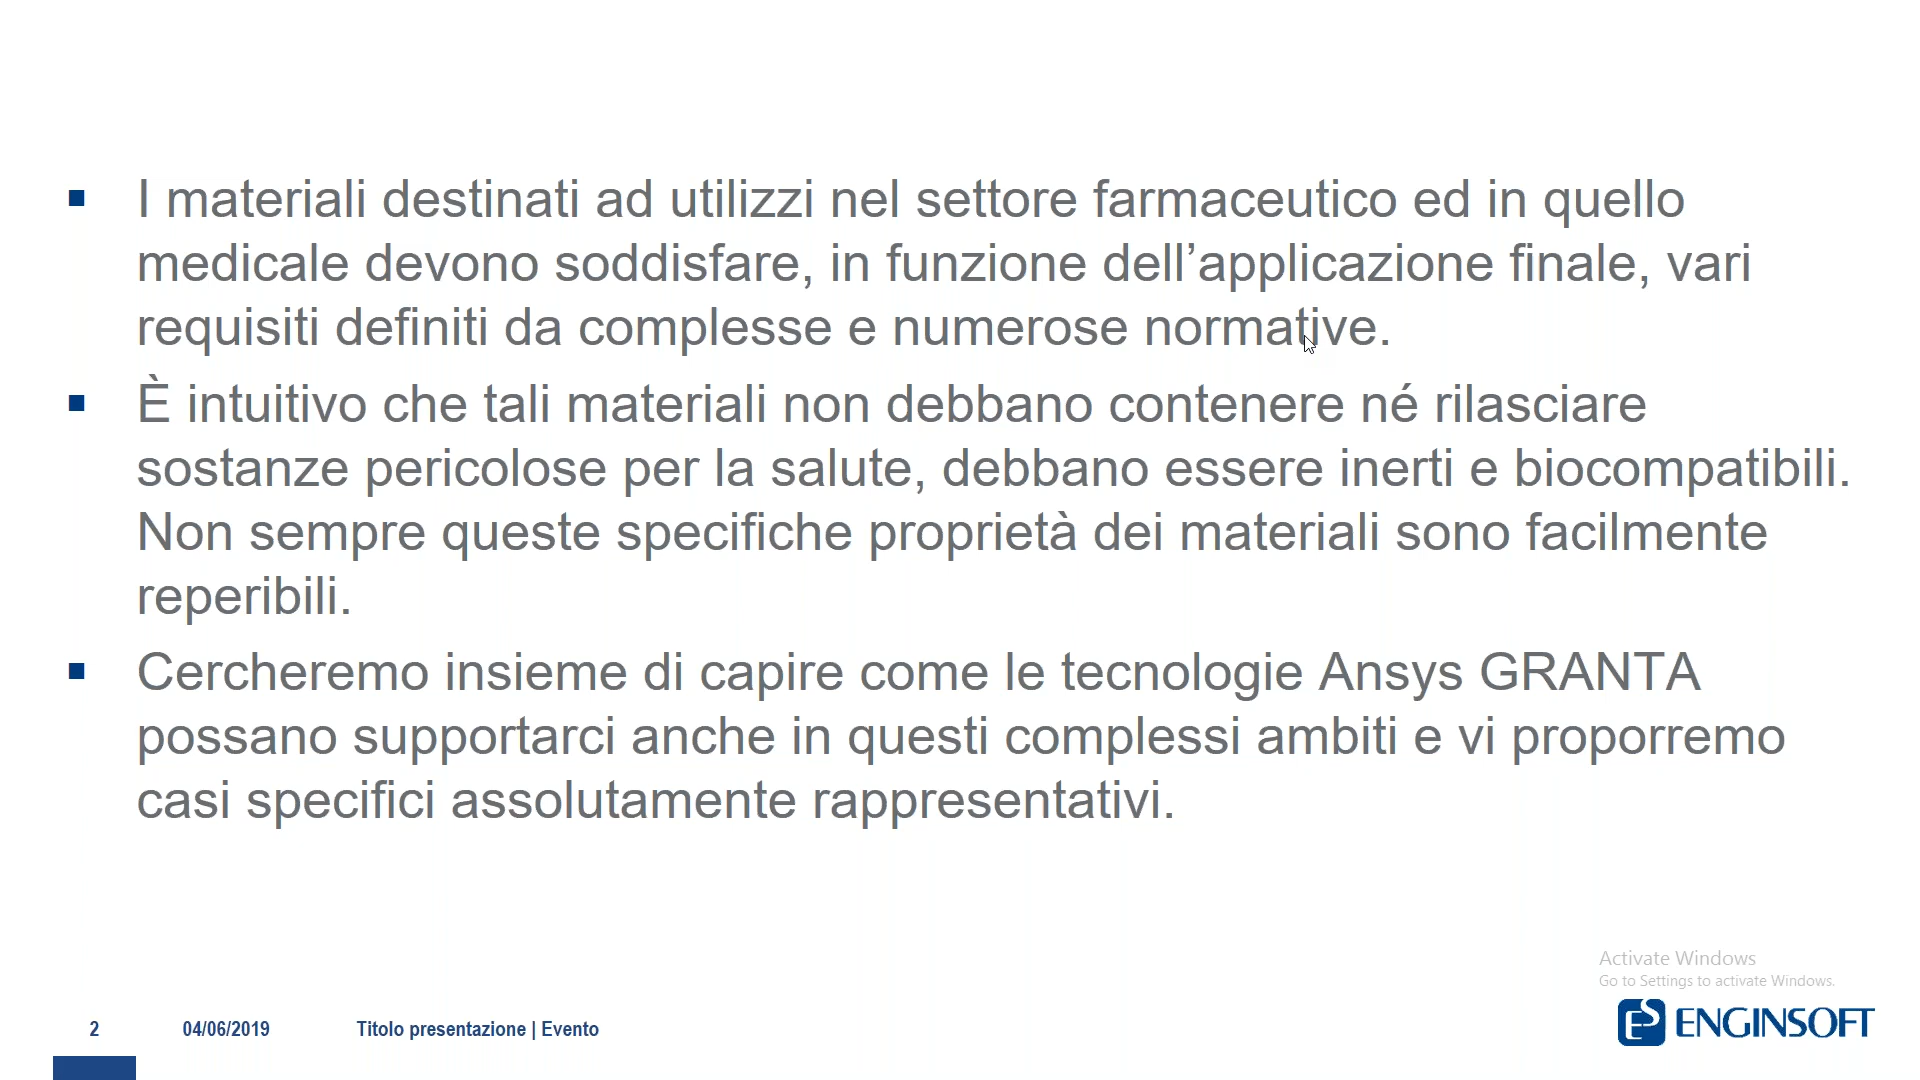 I materiali destinati ad utilizzi nel settore farmaceutico ed in quello
medicale devono soddisfare, in funzione dell’applicazione finale, vari
requisiti definiti da complesse e numerose normative.
È intuitivo che tali materiali non debbano contenere né rilasciare
sostanze pericolose per la salute, debbano essere inerti e biocompatibili.
Non sempre queste specifiche proprietà dei materiali sono facilmente
reperibili.
Cercheremo insieme di capire come le tecnologie Ansys GRANTA
possano supportarci anche in questi complessi ambiti e vi proporremo
casi specifici assolutamente rappresentativi.
Activate Windows
Go to Settings to activate Windows.
2 04/06/2019 Titolo presentazione | Evento
ES ENGINSOFT